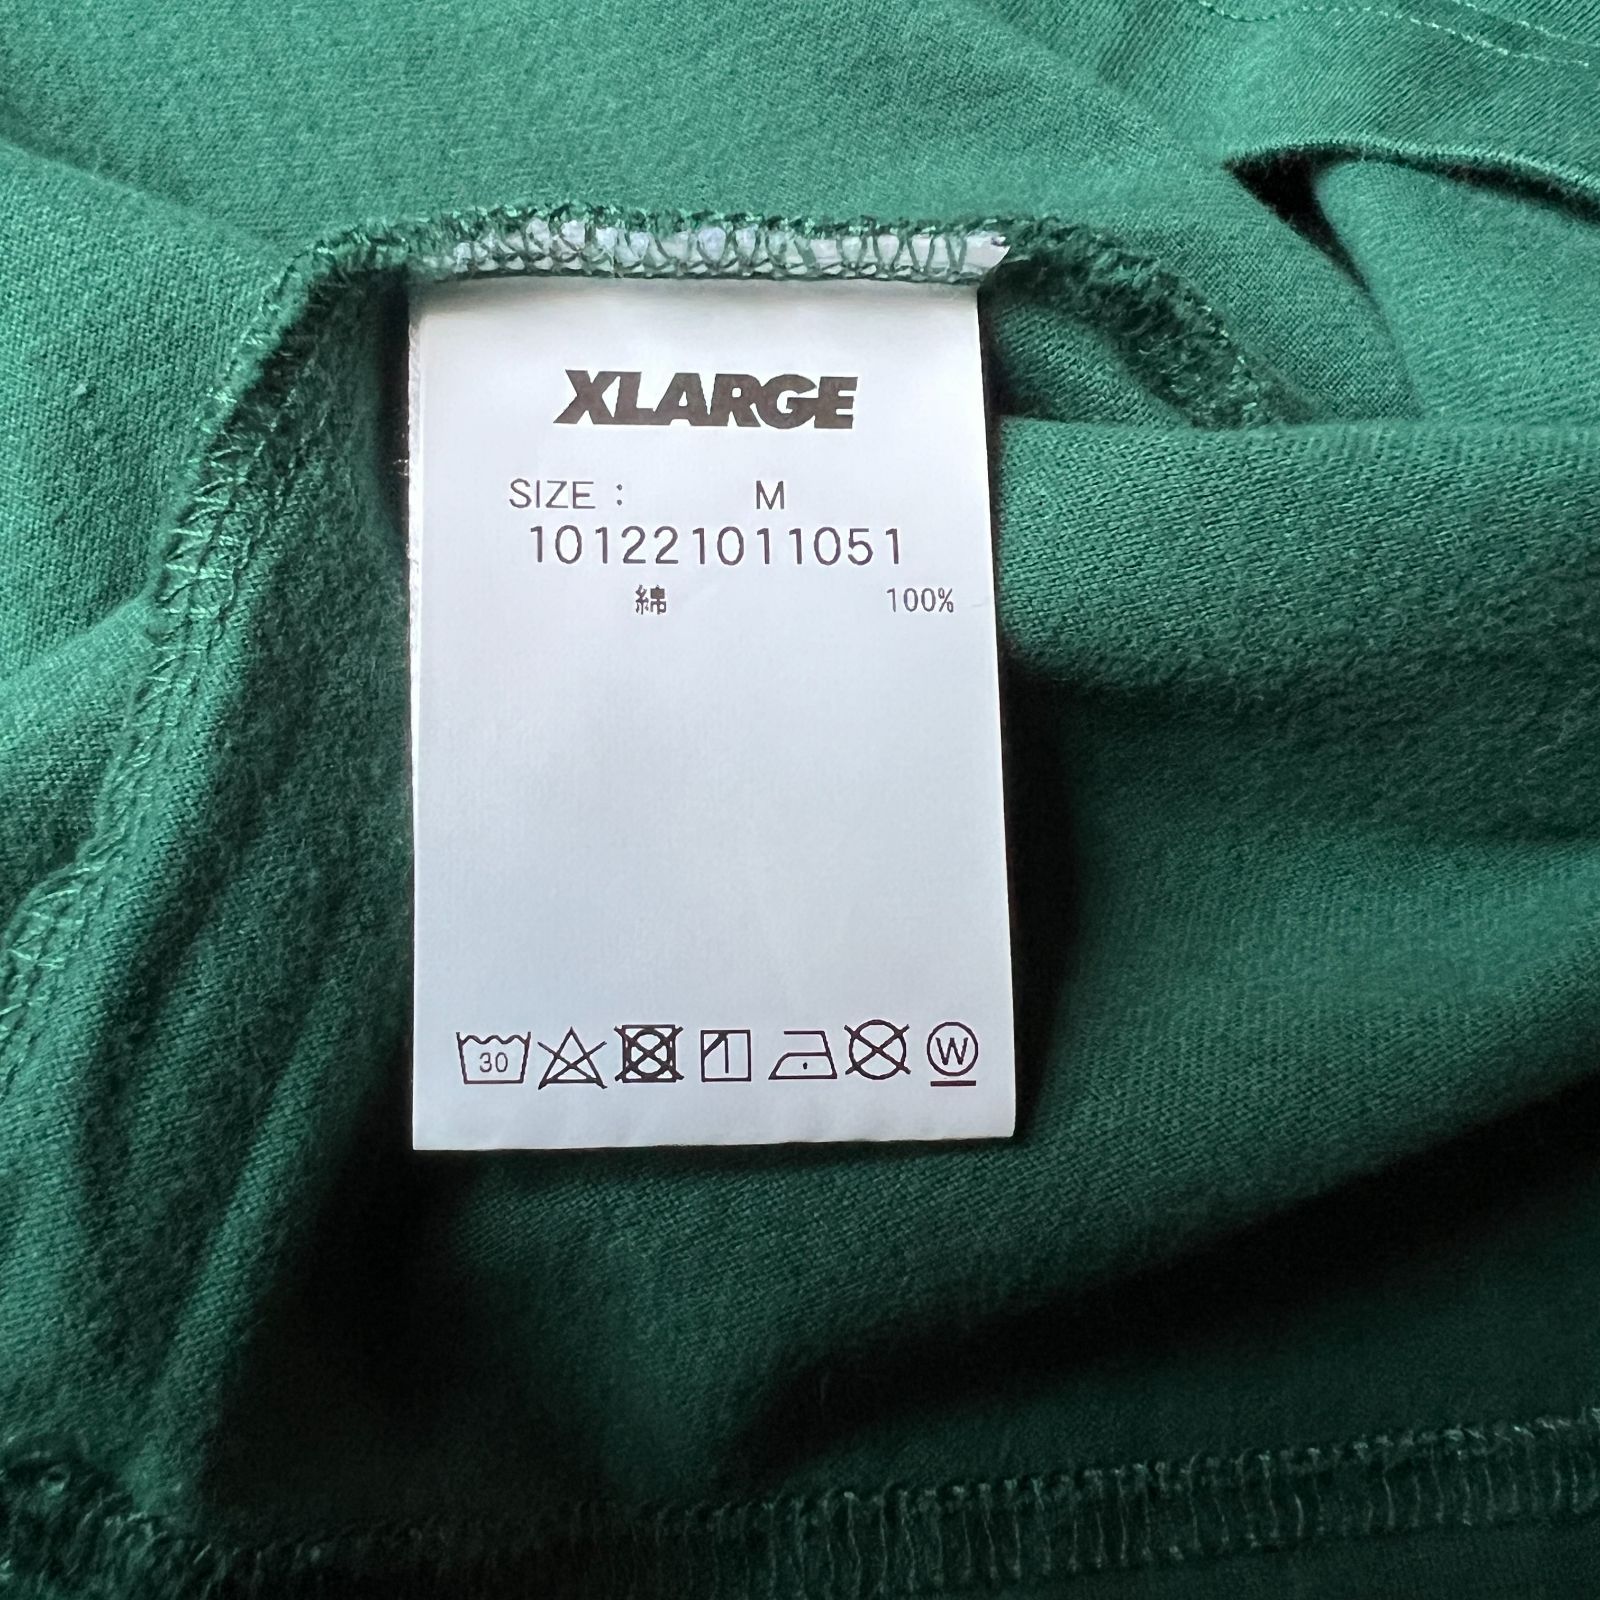 XLARGE
SIZE : M
101221011051
綿 100%
30 W